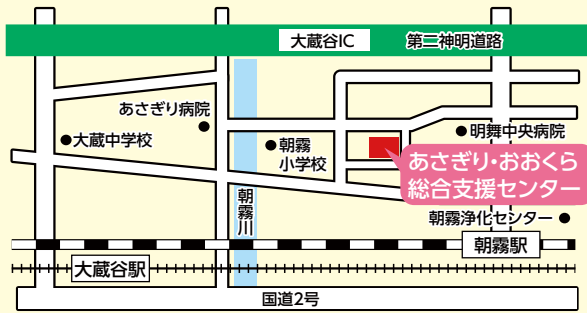 大蔵谷IC
第二神明道路
あさぎり病院
大蔵中学校
朝霧
小学校
明舞中央病院
あさぎり・おおくら
総合支援センター
朝霧川
朝霧浄化センター
朝霧駅
大蔵谷駅
国道2号